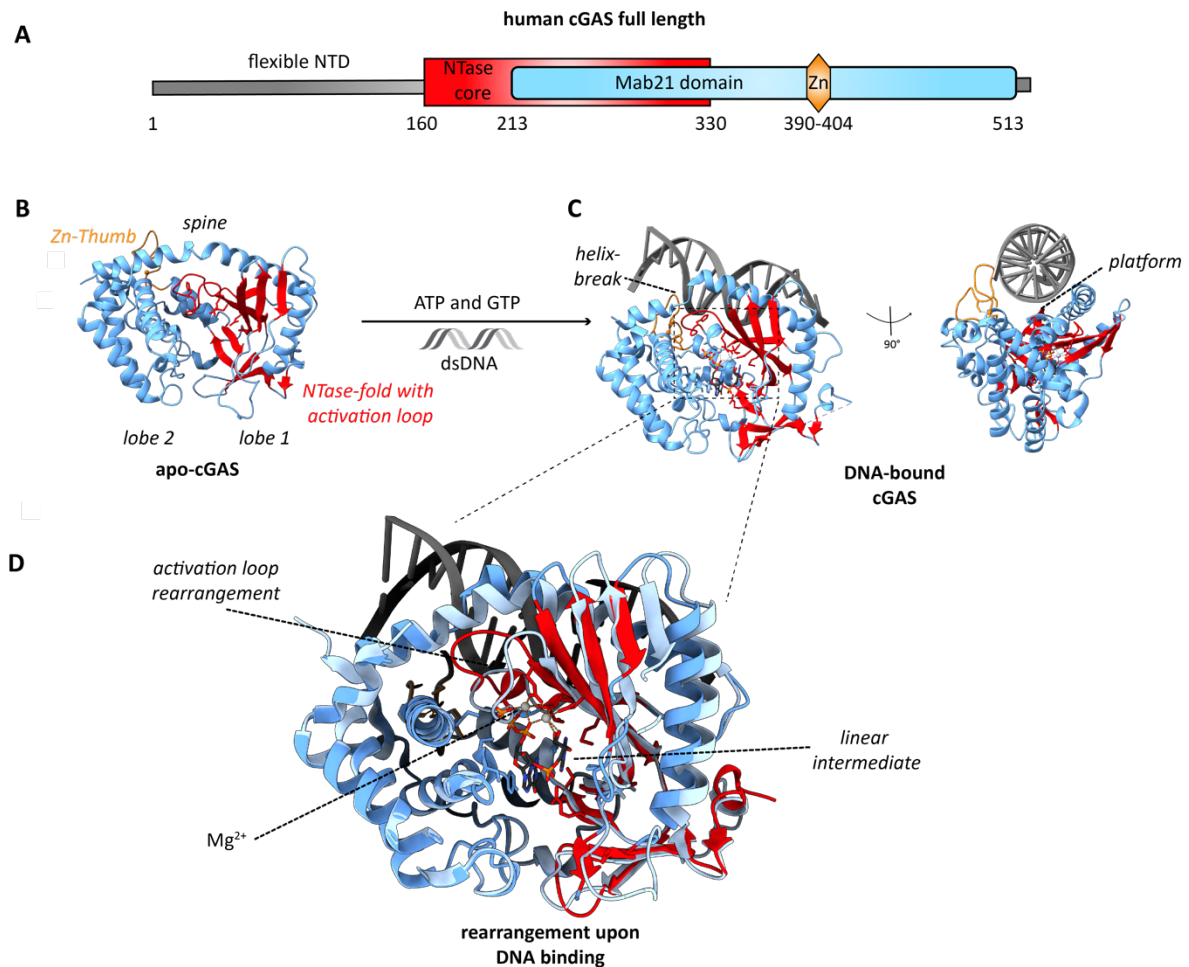 human cGAS full length
A
flexible NTD
NTase
core
Mab21 domain
Zn
1
160
213
330
390-404
513
B
Zn-Thumb
spine
NTase-fold with
activation loop
lobe 2
lobe 1
apo-cGAS
ATP and GTP
dsDNA
C
helix-
break
90°
platform
DNA-bound
cGAS
D
activation loop
rearrangement
linear
intermediate
Mg²⁺
rearrangement upon
DNA binding